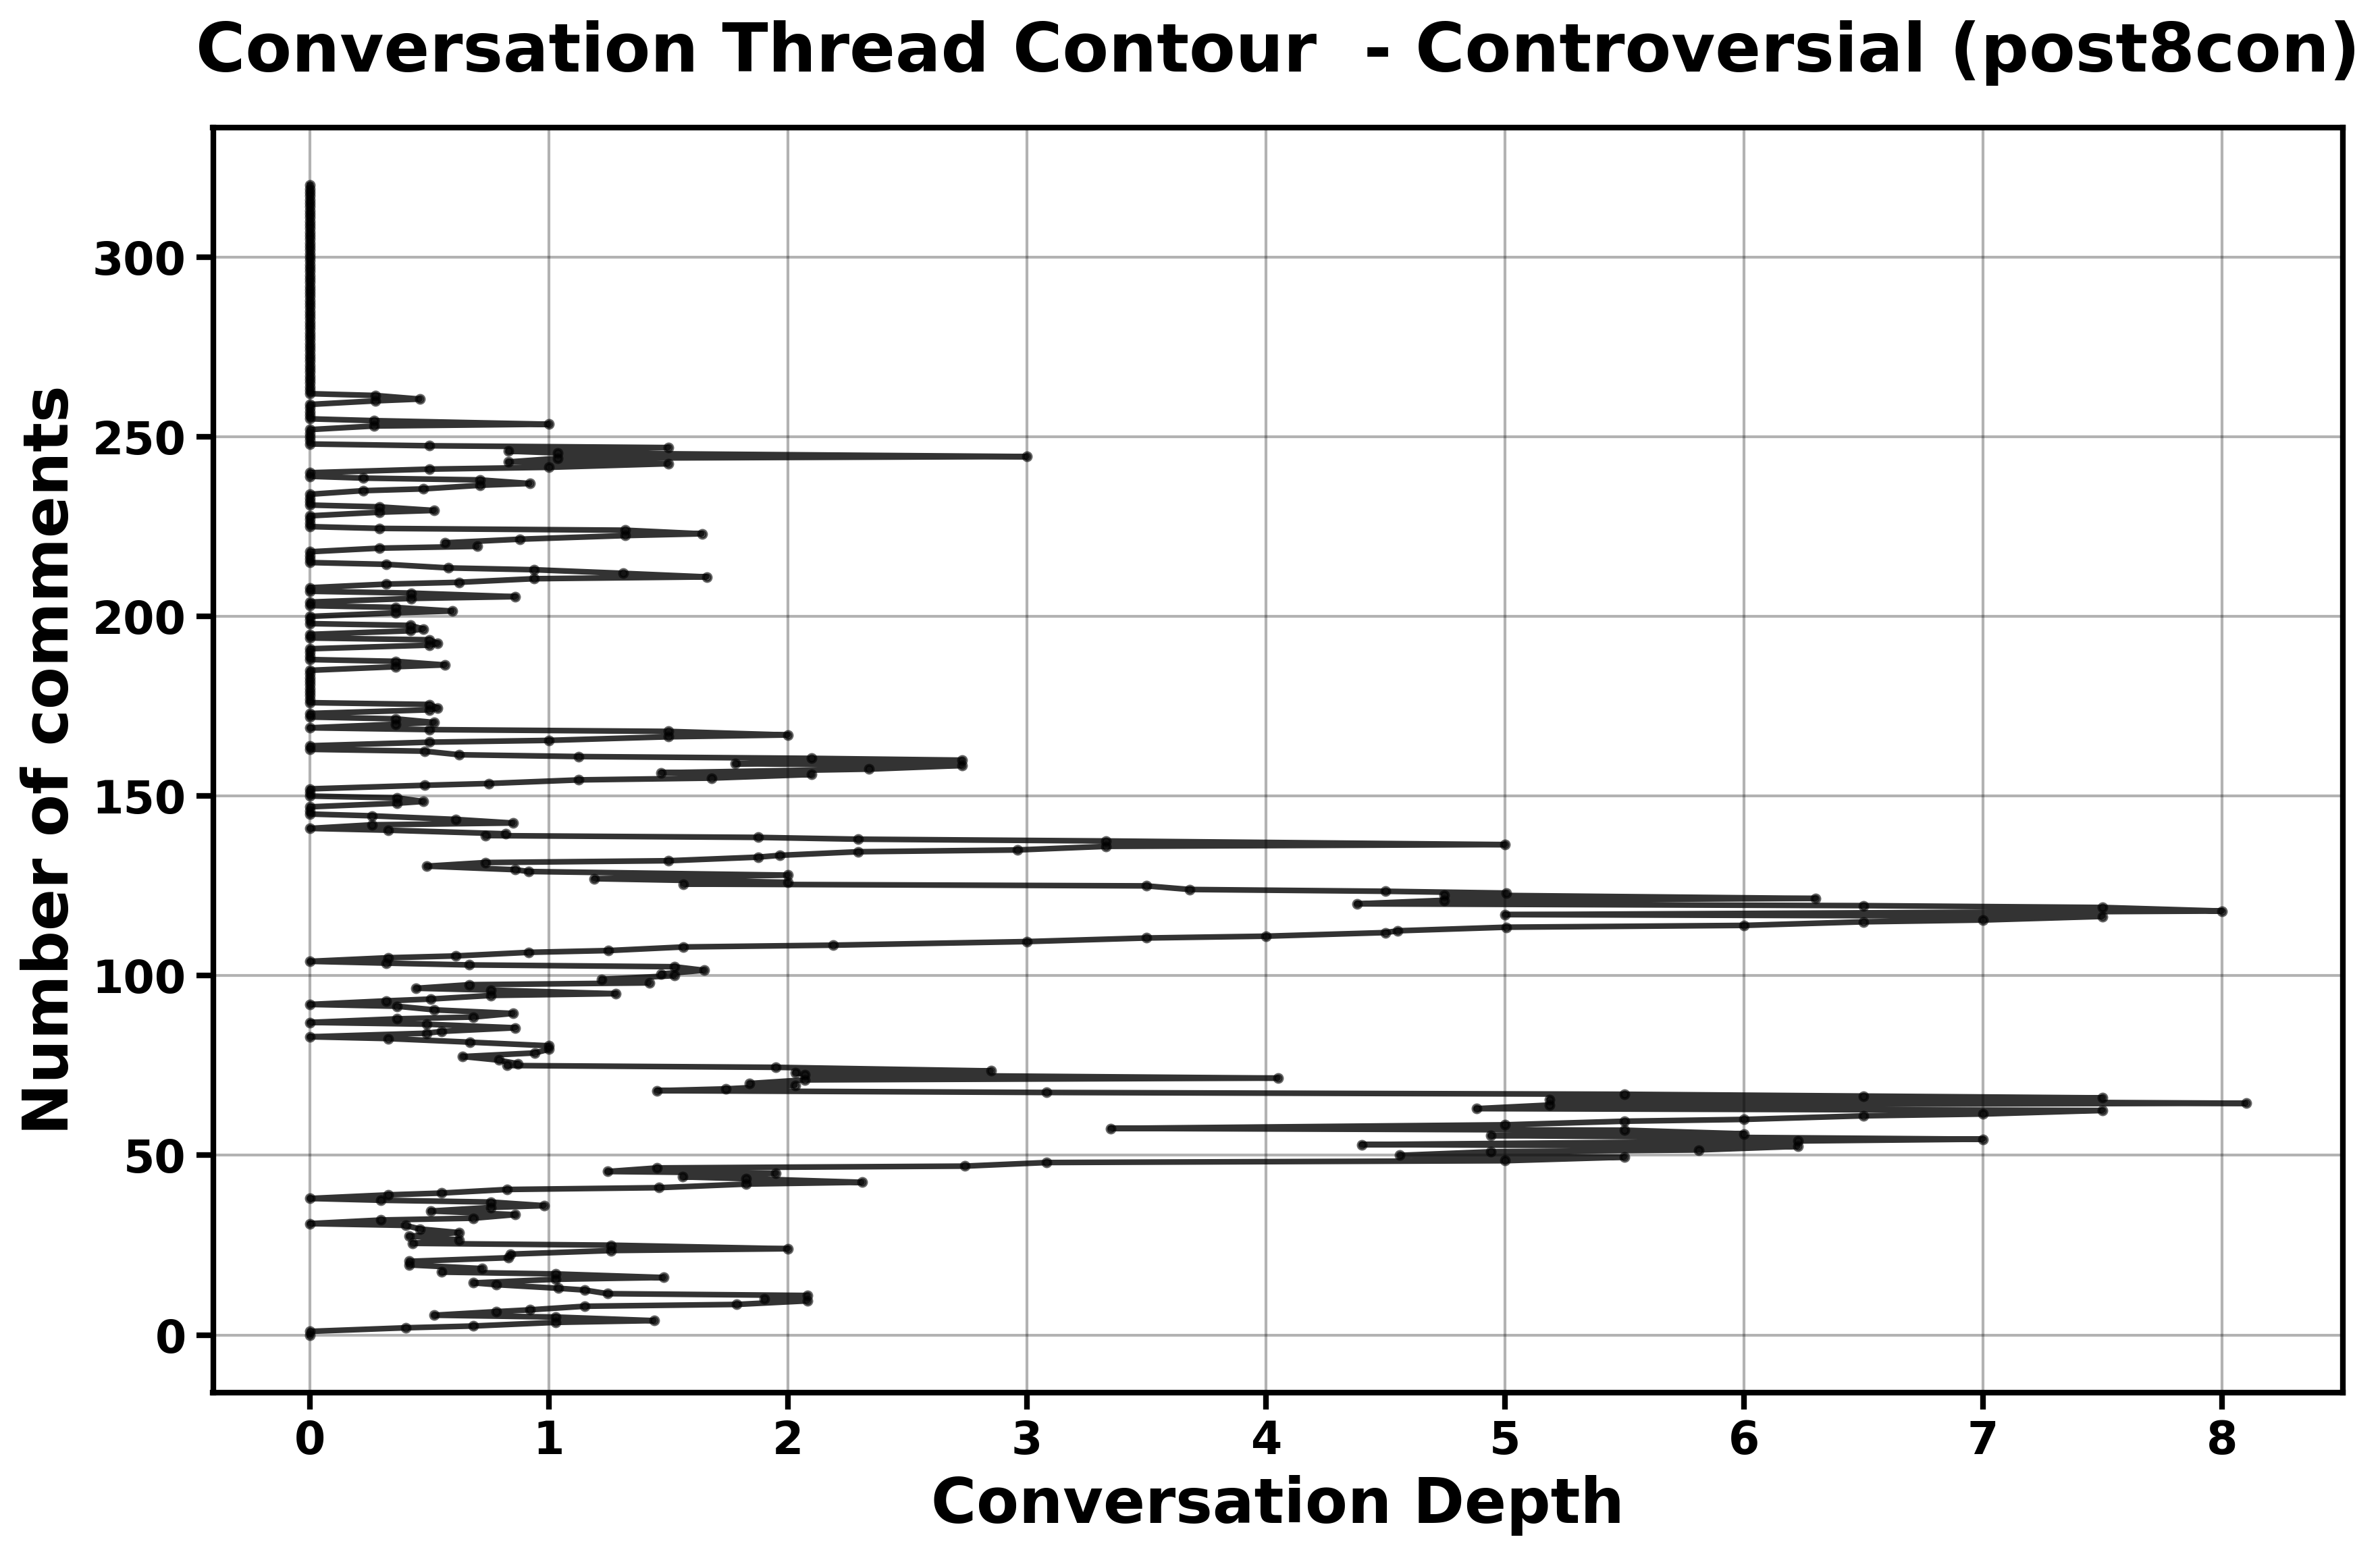 Conversation Thread Contour  - Controversial (post8con)
Number of comments
300
250
200
150
100
50
0
0 1 2 3 4 5 6 7 8
Conversation Depth